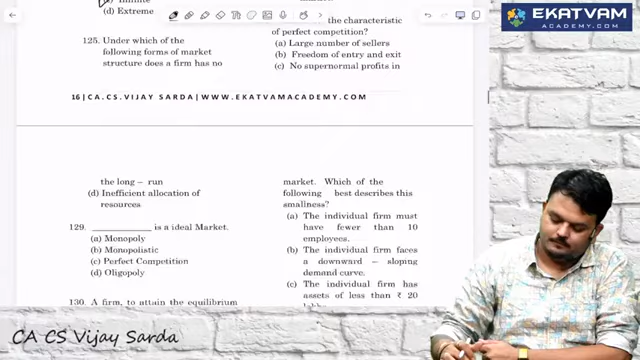 (d) Extreme
125. Under which of the
following forms of market
structure does a firm has no
the characteristic
of perfect competition?
(a) Large number of sellers
(b) Freedom of entry and exit
(c) No supernormal profits in
16|CA.CS.VIJAY SARDA|WWW.EKATVAMACADEMY.COM
the long – run
(d) Inefficient allocation of
resources
129. __________ is a ideal Market.
(a) Monopoly
(b) Monopolistic
(c) Perfect Competition
(d) Oligopoly
130. A firm, to attain the equilibrium
market. Which of the
following best describes this
smallness?
(a) The individual firm must
have fewer than 10
employees.
(b) The individual firm faces
a downward – sloping
demand curve.
(c) The individual firm has
assets of less than ₹ 20
EKATVAM
ACADEMY.COM
CA CS Vijay Sarda